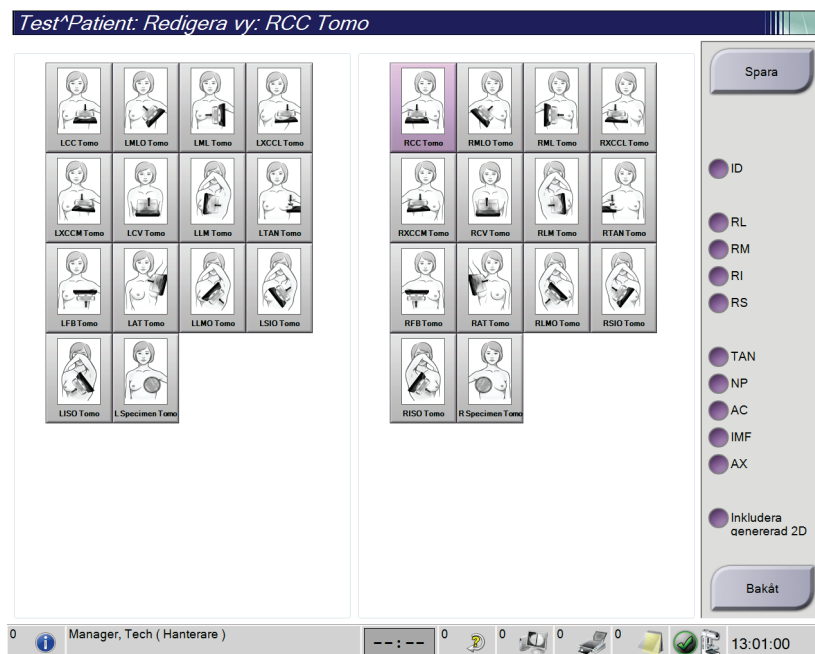 Test^Patient: Redigera vy: RCC Tomo
LCC Tomo
LMLO Tomo
LML Tomo
LXCCL Tomo
LXCCM Tomo
LCV Tomo
LLM Tomo
LTAN Tomo
LFB Tomo
LAT Tomo
LLMO Tomo
LSIO Tomo
LISO Tomo
L Specimen Tomo
RCC Tomo
RMLO Tomo
RML Tomo
RXCCL Tomo
RXCCM Tomo
RCV Tomo
RLM Tomo
RTAN Tomo
RFB Tomo
RAT Tomo
RLMO Tomo
RSIO Tomo
RISO Tomo
R Specimen Tomo
Spara
ID
RL
RM
RI
RS
TAN
NP
AC
IMF
AX
Inkludera
genererad 2D
Bakåt
0
Manager, Tech ( Hanterare )
--:--
0
0
0
0
13:01:00